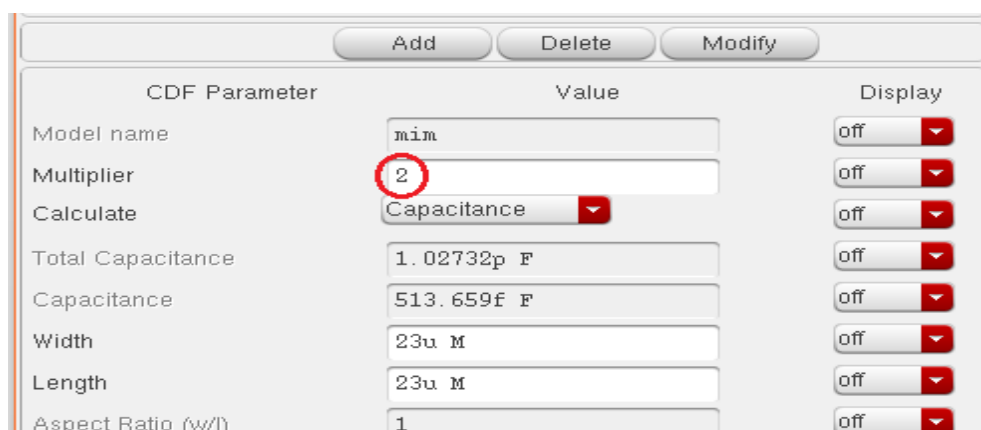 Add Delete Modify
CDF Parameter Value Display
Model name mim off
Multiplier 2 off
Calculate Capacitance off
Total Capacitance 1.02732p F off
Capacitance 513.659f F off
Width 23u M off
Length 23u M off
Aspect Ratio (w/l) 1 off